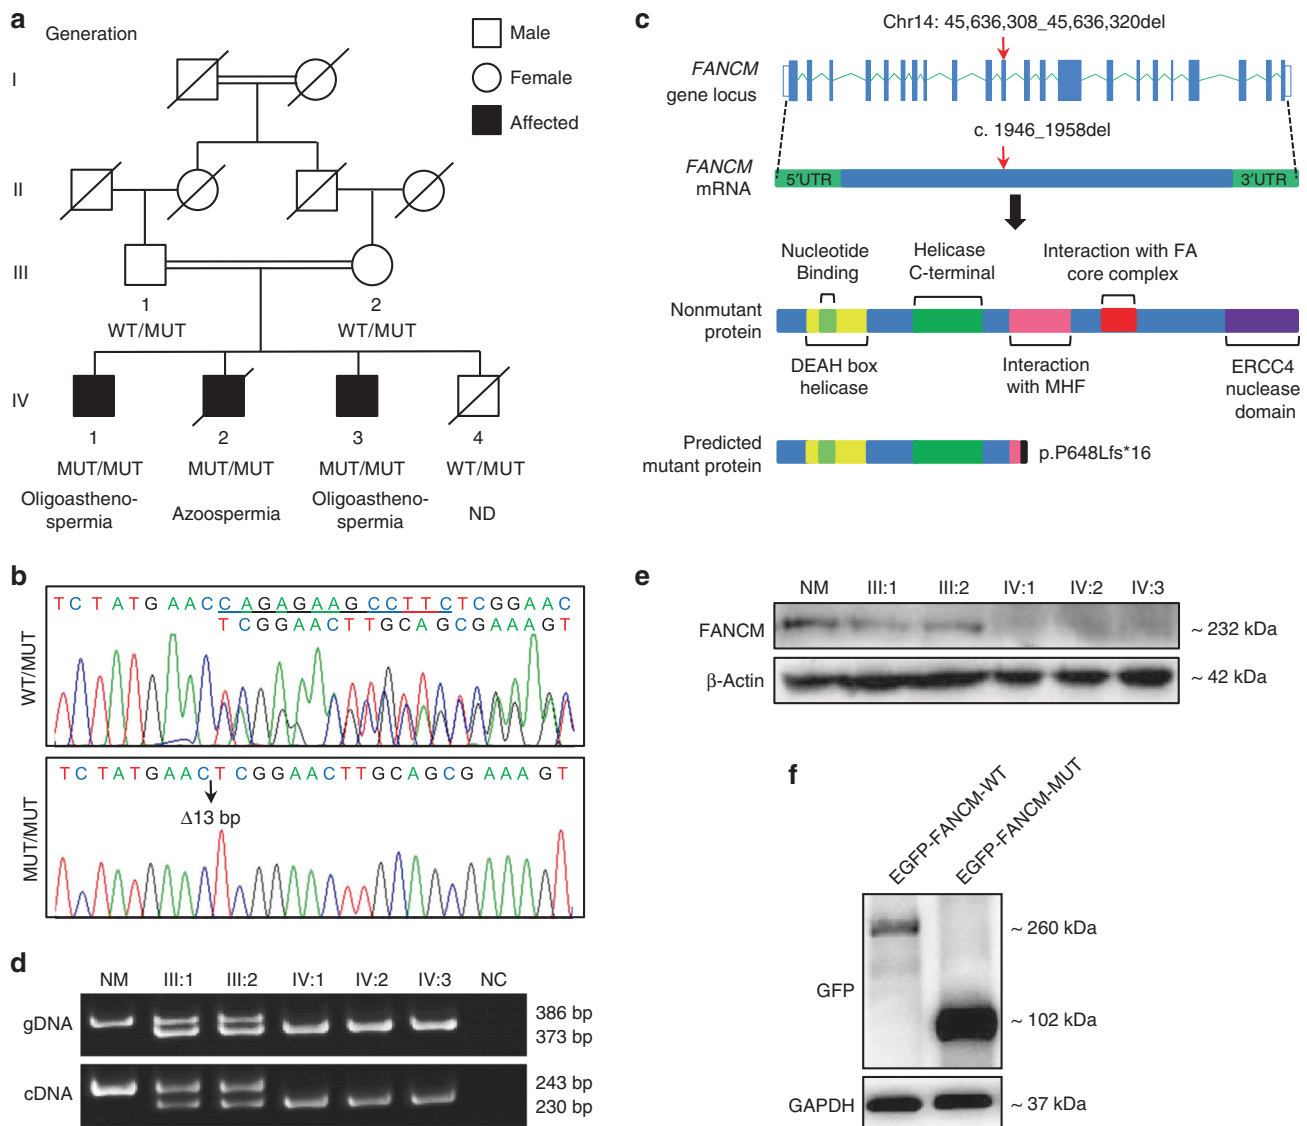 a
Generation
Male
Female
Affected
I
II
III
IV
1
2
WT/MUT
WT/MUT
1
2
3
4
MUT/MUT
MUT/MUT
MUT/MUT
WT/MUT
Oligoastheno-
spermia
Azoospermia
Oligoastheno-
spermia
ND
b
WT/MUT
TCTATGAACCAGAGAAGCCTTCTCGGAAC
TCGGAACTTGCAGCGAAAGT
MUT/MUT
TCTATGAACTCGGAACTTGCAGCGAAAGT
Δ13 bp
c
Chr14: 45,636,308_45,636,320del
FANCM
gene locus
c. 1946_1958del
FANCM
mRNA
5′UTR
3′UTR
Nucleotide
Binding
Helicase
C-terminal
Interaction with FA
core complex
Nonmutant
protein
DEAH box
helicase
Interaction
with MHF
ERCC4
nuclease
domain
Predicted
mutant protein
p.P648Lfs*16
d
NM III:1 III:2 IV:1 IV:2 IV:3 NC
gDNA
386 bp
373 bp
cDNA
243 bp
230 bp
e
NM III:1 III:2 IV:1 IV:2 IV:3
FANCM
~ 232 kDa
β-Actin
~ 42 kDa
f
EGFP-FANCM-WT
EGFP-FANCM-MUT
GFP
~ 260 kDa
~ 102 kDa
GAPDH
~ 37 kDa